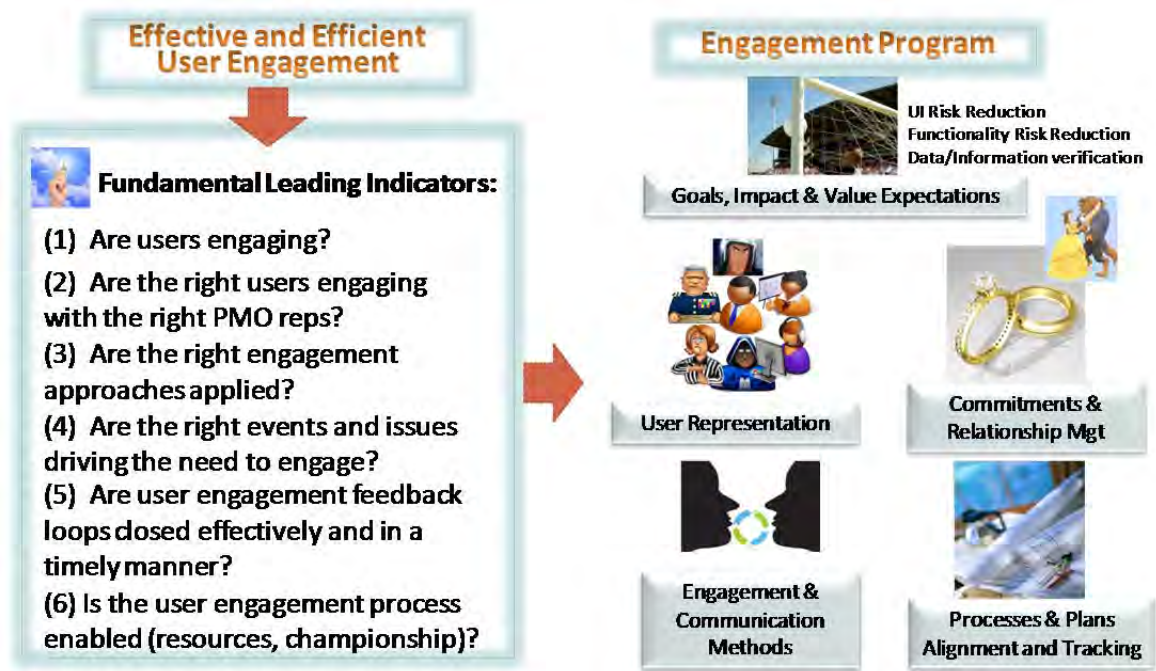 Effective and Efficient
User Engagement
Fundamental Leading Indicators:
(1) Are users engaging?
(2) Are the right users engaging
with the right PMO reps?
(3) Are the right engagement
approaches applied?
(4) Are the right events and issues
driving the need to engage?
(5) Are user engagement feedback
loops closed effectively and in a
timely manner?
(6) Is the user engagement process
enabled (resources, championship)?
Engagement Program
UI Risk Reduction
Functionality Risk Reduction
Data/Information verification
Goals, Impact & Value Expectations
User Representation
Commitments &
Relationship Mgt
Engagement &
Communication
Methods
Processes & Plans
Alignment and Tracking